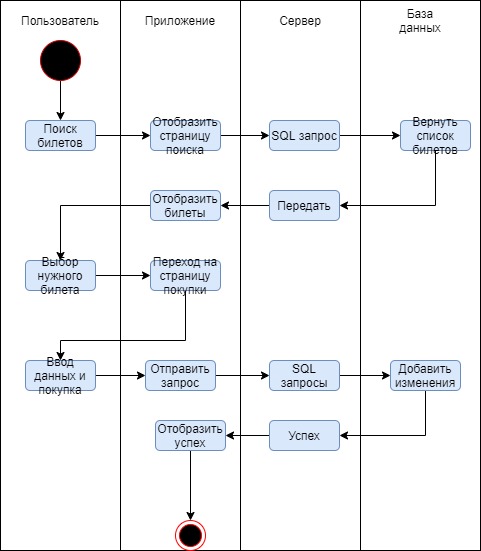 Пользователь
Приложение
Сервер
База
данных
Поиск
билетов
Отобразить
страницу
поиска
SQL запрос
Вернуть
список
билетов
Отобразить
билеты
Передать
Выбор
нужного
билета
Переход на
страницу
покупки
Ввод
данных и
покупка
Отправить
запрос
SQL
запросы
Добавить
изменения
Отобразить
успех
Успех